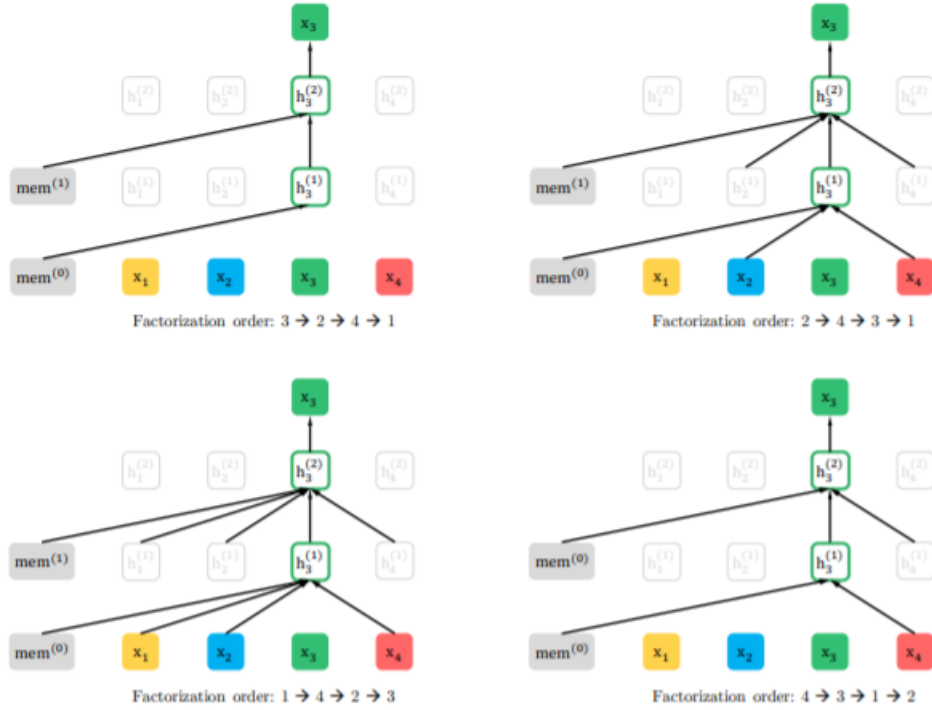 x₃ x₃
h₁⁽²⁾ h₂⁽²⁾ h₃⁽²⁾ h₄⁽²⁾ h₁⁽²⁾ h₂⁽²⁾ h₃⁽²⁾ h₄⁽²⁾
mem⁽¹⁾ h₁⁽¹⁾ h₂⁽¹⁾ h₃⁽¹⁾ h₄⁽¹⁾ mem⁽¹⁾ h₁⁽¹⁾ h₂⁽¹⁾ h₃⁽¹⁾ h₄⁽¹⁾
mem⁽⁰⁾ x₁ x₂ x₃ x₄ mem⁽⁰⁾ x₁ x₂ x₃ x₄
Factorization order: 3 → 2 → 4 → 1 Factorization order: 2 → 4 → 3 → 1
x₃ x₃
h₁⁽²⁾ h₂⁽²⁾ h₃⁽²⁾ h₄⁽²⁾ h₁⁽²⁾ h₂⁽²⁾ h₃⁽²⁾ h₄⁽²⁾
mem⁽¹⁾ h₁⁽¹⁾ h₂⁽¹⁾ h₃⁽¹⁾ h₄⁽¹⁾ mem⁽⁰⁾ h₁⁽¹⁾ h₂⁽¹⁾ h₃⁽¹⁾ h₄⁽¹⁾
mem⁽⁰⁾ x₁ x₂ x₃ x₄ mem⁽⁰⁾ x₁ x₂ x₃ x₄
Factorization order: 1 → 4 → 2 → 3 Factorization order: 4 → 3 → 1 → 2